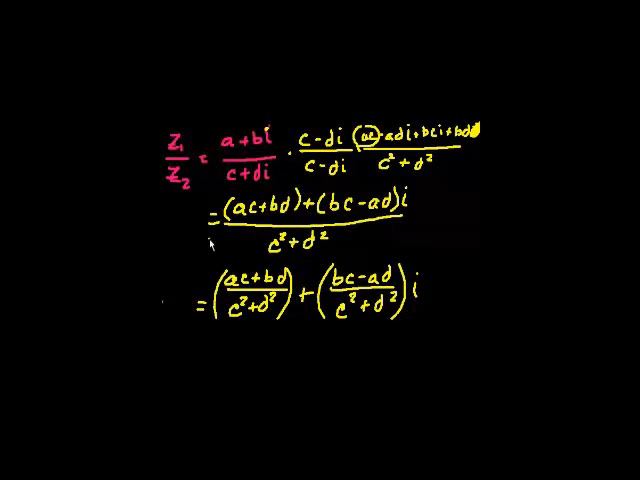 z₁/z₂ = (a+bi)/(c+di) · (c-di)/(c-di) (ac-adi+bci+bd)/(c²+d²)
= ((ac+bd)+(bc-ad)i)/(c²+d²)
= ((ac+bd)/(c²+d²)) + ((bc-ad)/(c²+d²)) i